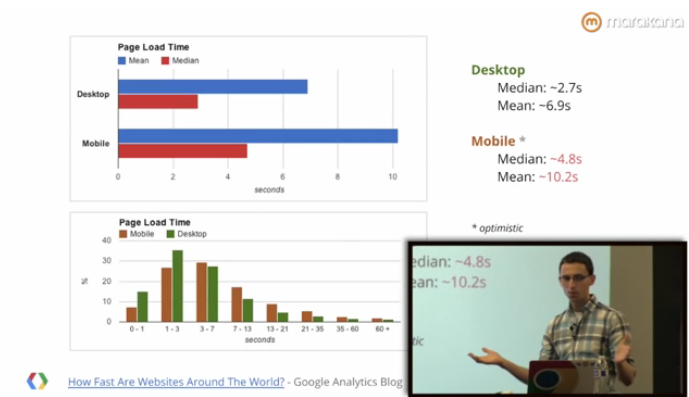 marakana
Page Load Time
Mean Median
Desktop
Mobile
0 2 4 6 8 10
seconds
Desktop
Median: ~2.7s
Mean: ~6.9s
Mobile *
Median: ~4.8s
Mean: ~10.2s
* optimistic
Page Load Time
Mobile Desktop
40
30
20
10
0
%
0 - 1 1 - 3 3 - 7 7 - 13 13 - 21 21 - 35 35 - 60 60 +
seconds
edian: ~4.8s
ean: ~10.2s
tic
How Fast Are Websites Around The World? - Google Analytics Blog